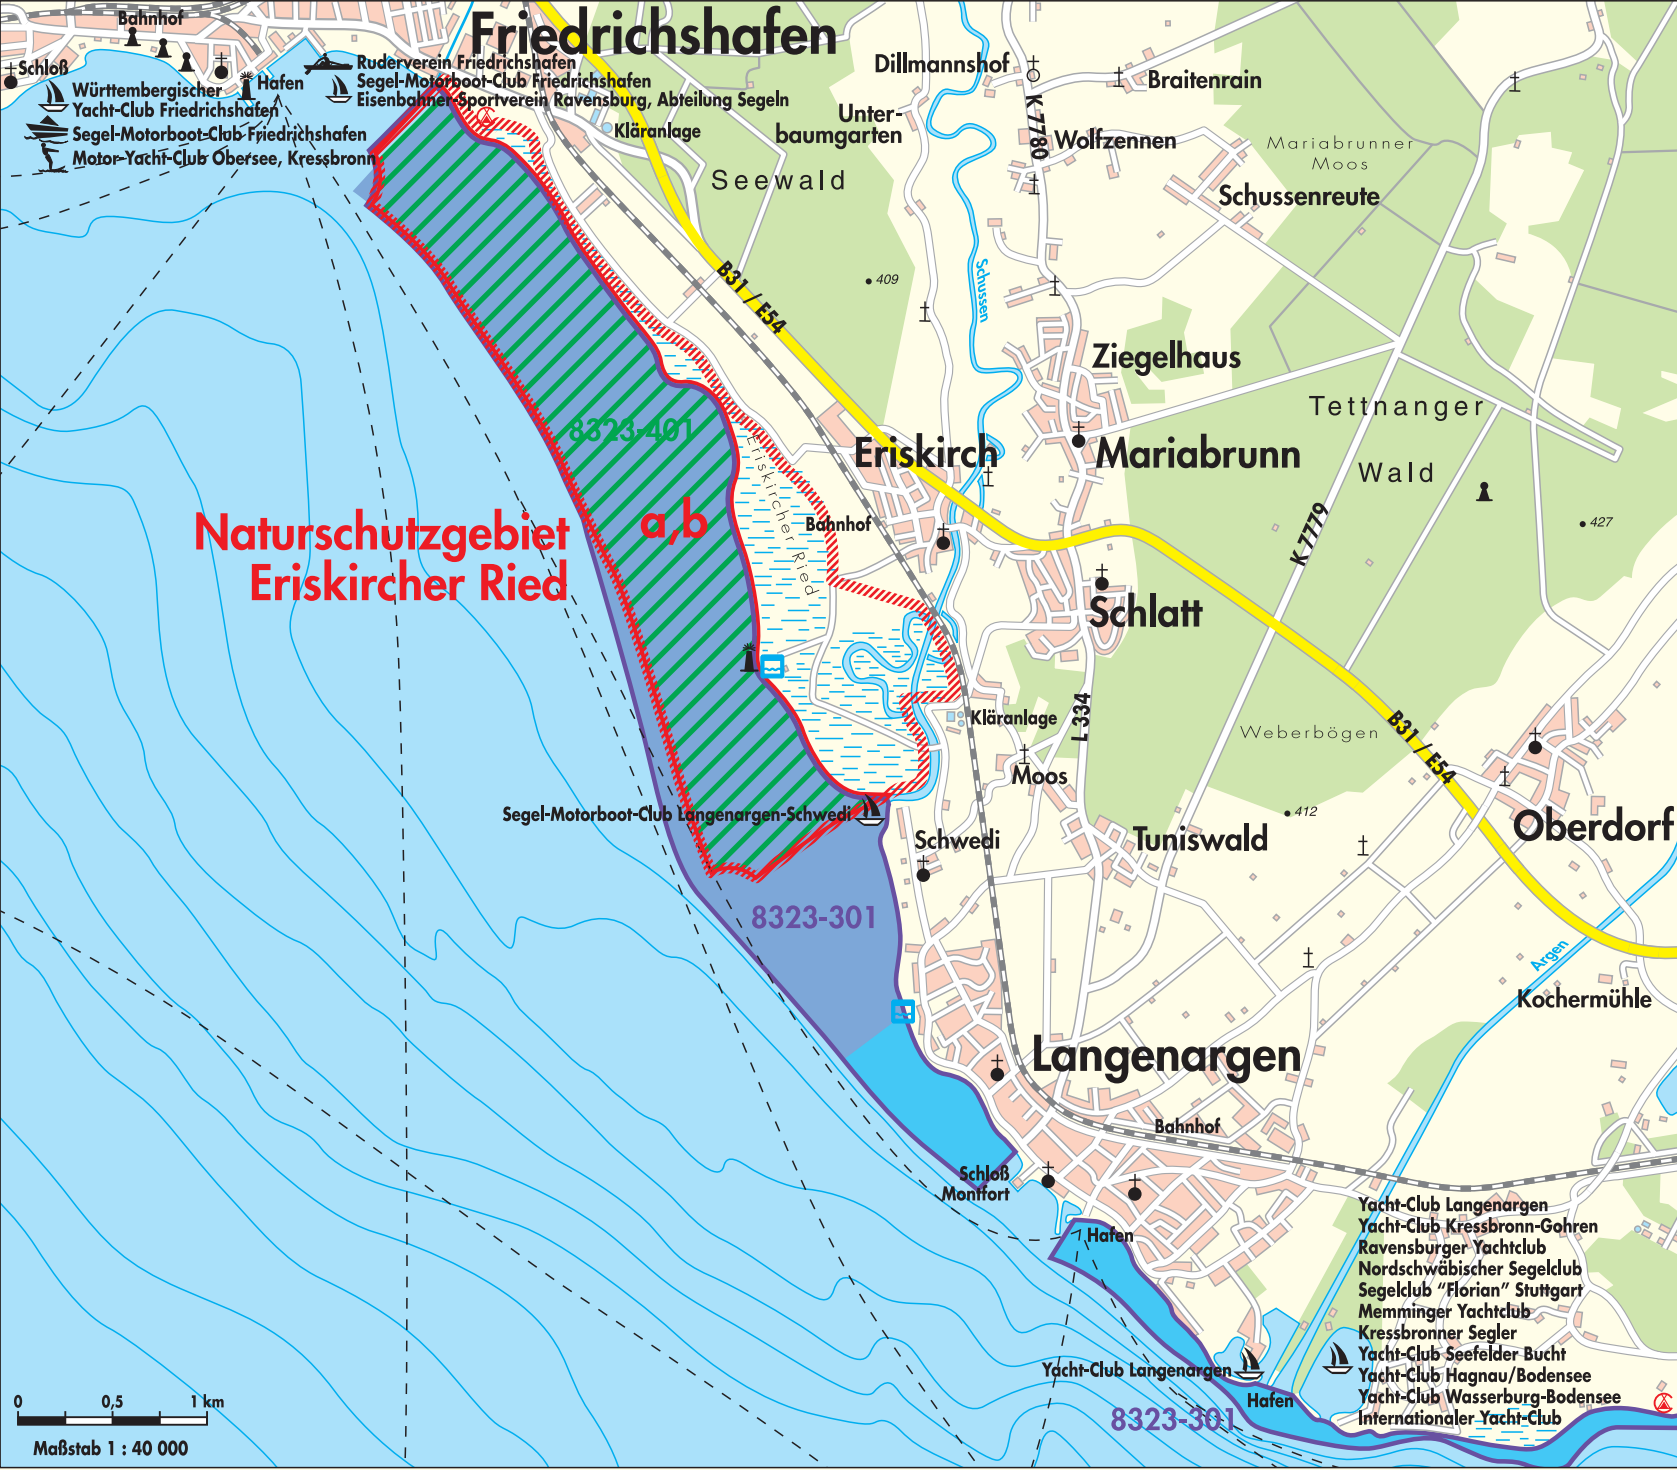 Bahnhof
Friedrichshafen
Schloß
Hafen
Ruderverein Friedrichshafen
Segel-Motorboot-Club Friedrichshafen
Eisenbahner-Sportverein Ravensburg, Abteilung Segeln
Württembergischer
Yacht-Club Friedrichshafen
Segel-Motorboot-Club Friedrichshafen
Motor-Yacht-Club Obersee, Kressbronn
Kläranlage
Dillmannshof
Braitenrain
Unter-
baumgarten
K 7780
Wolfzennen
Mariabrunner
Moos
Seewald
Schussenreute
409
B31 / E54
Schussen
Ziegelhaus
Tettnanger
Wald
8323-401
Eriskirch
Mariabrunn
Eriskircher Ried
Naturschutzgebiet
Eriskircher Ried
a,b
Bahnhof
K 7779
427
Schlatt
Kläranlage
L 334
Weberbögen
B31 / E54
Moos
Segel-Motorboot-Club Langenargen-Schwedi
412
Schwedi
Tuniswald
Oberdorf
8323-301
Argen
Kochermühle
Langenargen
Bahnhof
Schloß
Montfort
Hafen
Yacht-Club Langenargen
Yacht-Club Kressbronn-Gohren
Ravensburger Yachtclub
Nordschwäbischer Segelclub
Segelclub “Florian” Stuttgart
Memminger Yachtclub
Kressbronner Segler
Yacht-Club Seefelder Bucht
Yacht-Club Hagnau/Bodensee
Yacht-Club Wasserburg-Bodensee
Internationaler Yacht-Club
Yacht-Club Langenargen
Hafen
8323-301
0 0,5 1 km
Maßstab 1 : 40 000